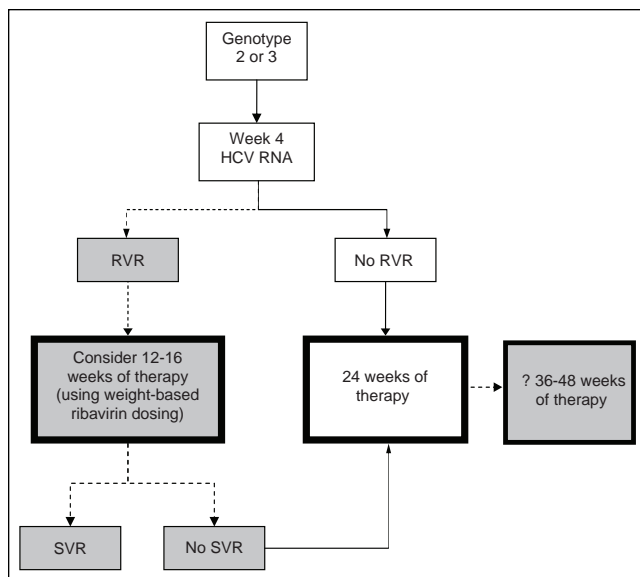 Genotype
2 or 3
Week 4
HCV RNA
RVR
No RVR
Consider 12-16
weeks of therapy
(using weight-based
ribavirin dosing)
24 weeks of
therapy
? 36-48 weeks
of therapy
SVR
No SVR